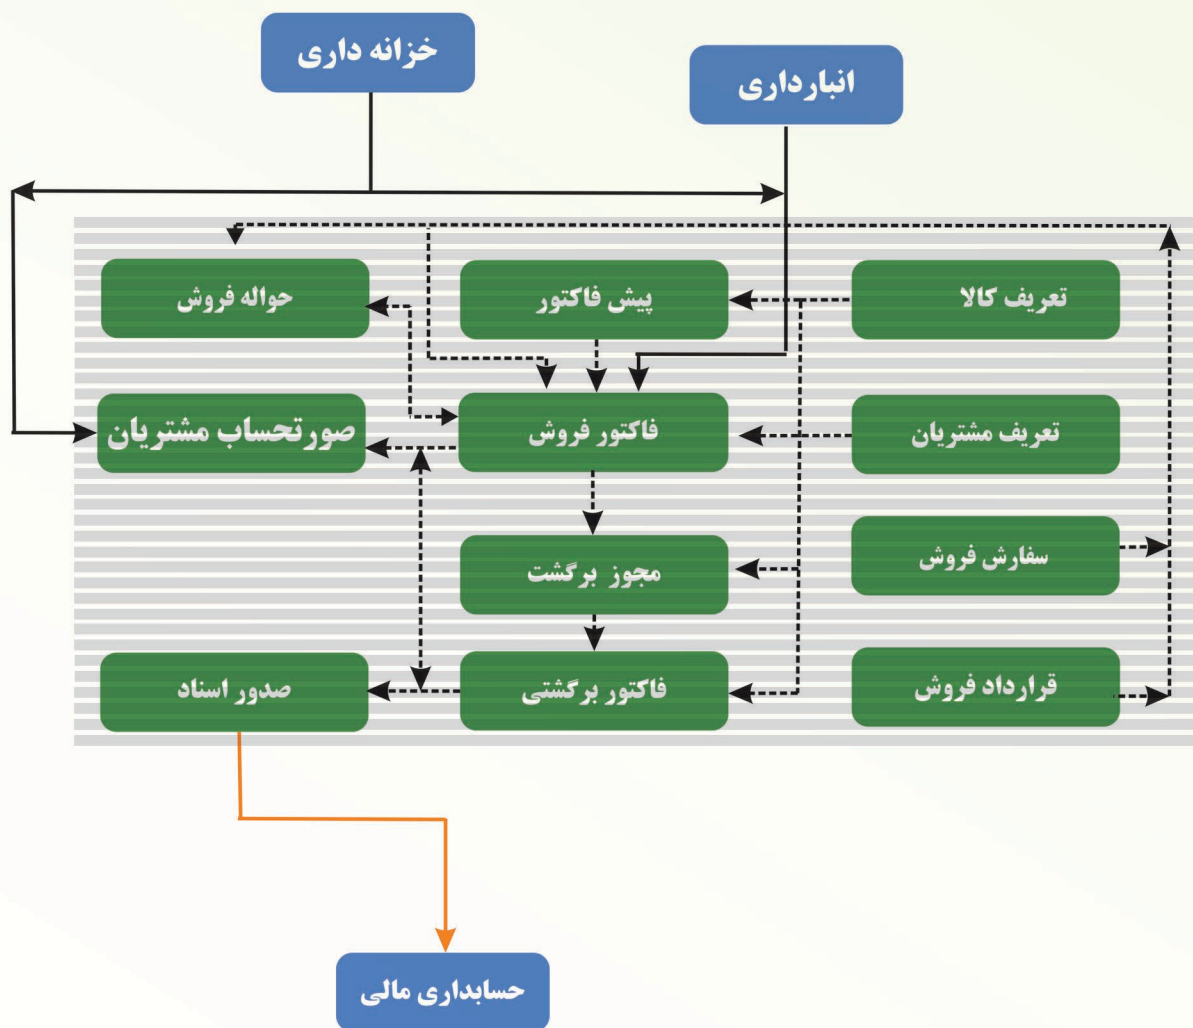 خزانه داری
انبارداری
تعریف کالا
پیش فاکتور
حواله فروش
تعریف مشتریان
فاکتور فروش
صورتحساب مشتریان
سفارش فروش
مجوز برگشت
قرارداد فروش
فاکتور برگشتی
صدور اسناد
حسابداری مالی